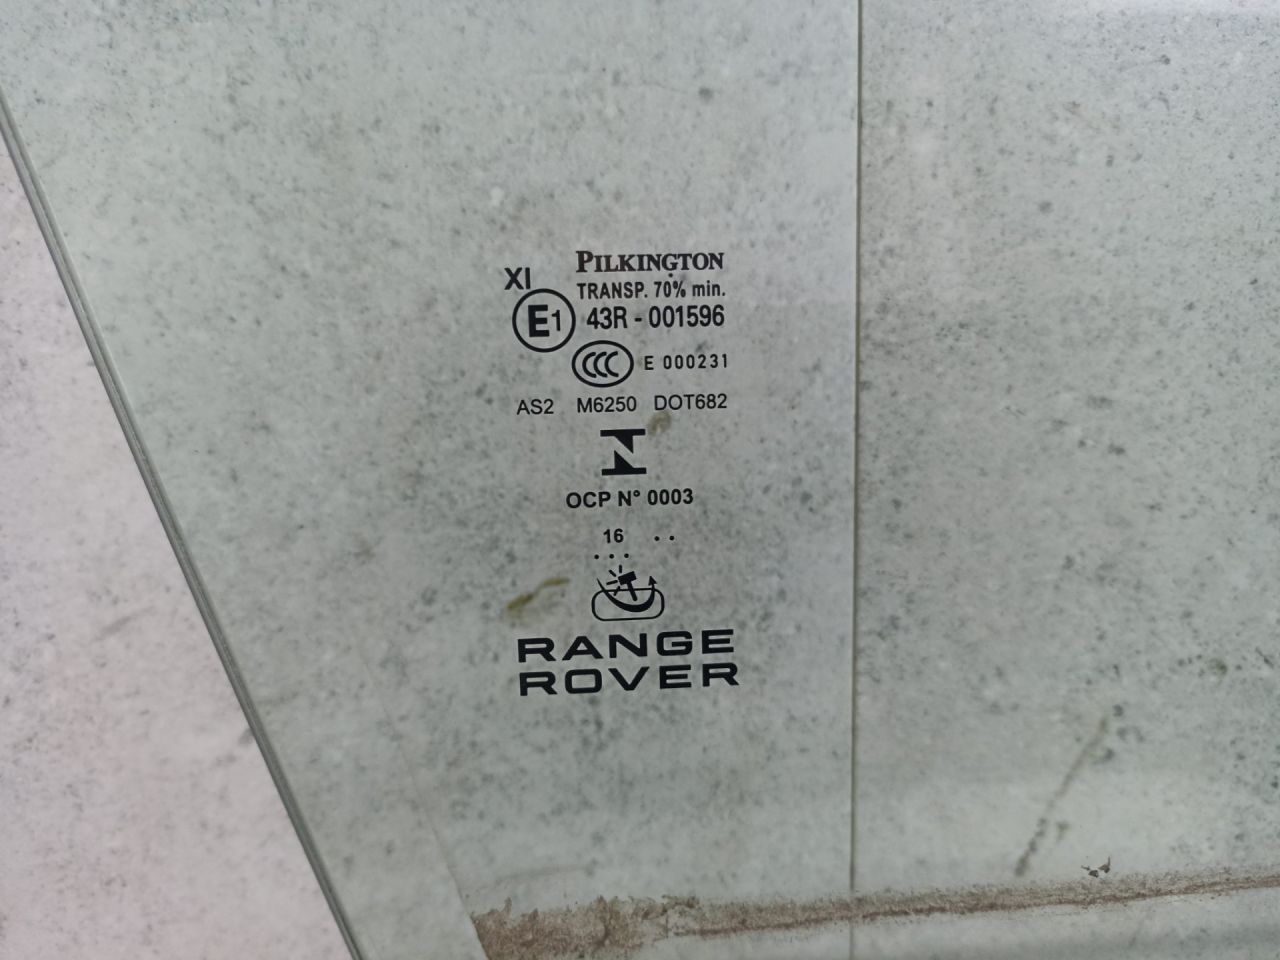 PILKINGTON
XI TRANSP. 70% min.
E1 43R - 001596
CCC E 000231
AS2 M6250 DOT682
OCP N° 0003
16 ..
...
RANGE
ROVER